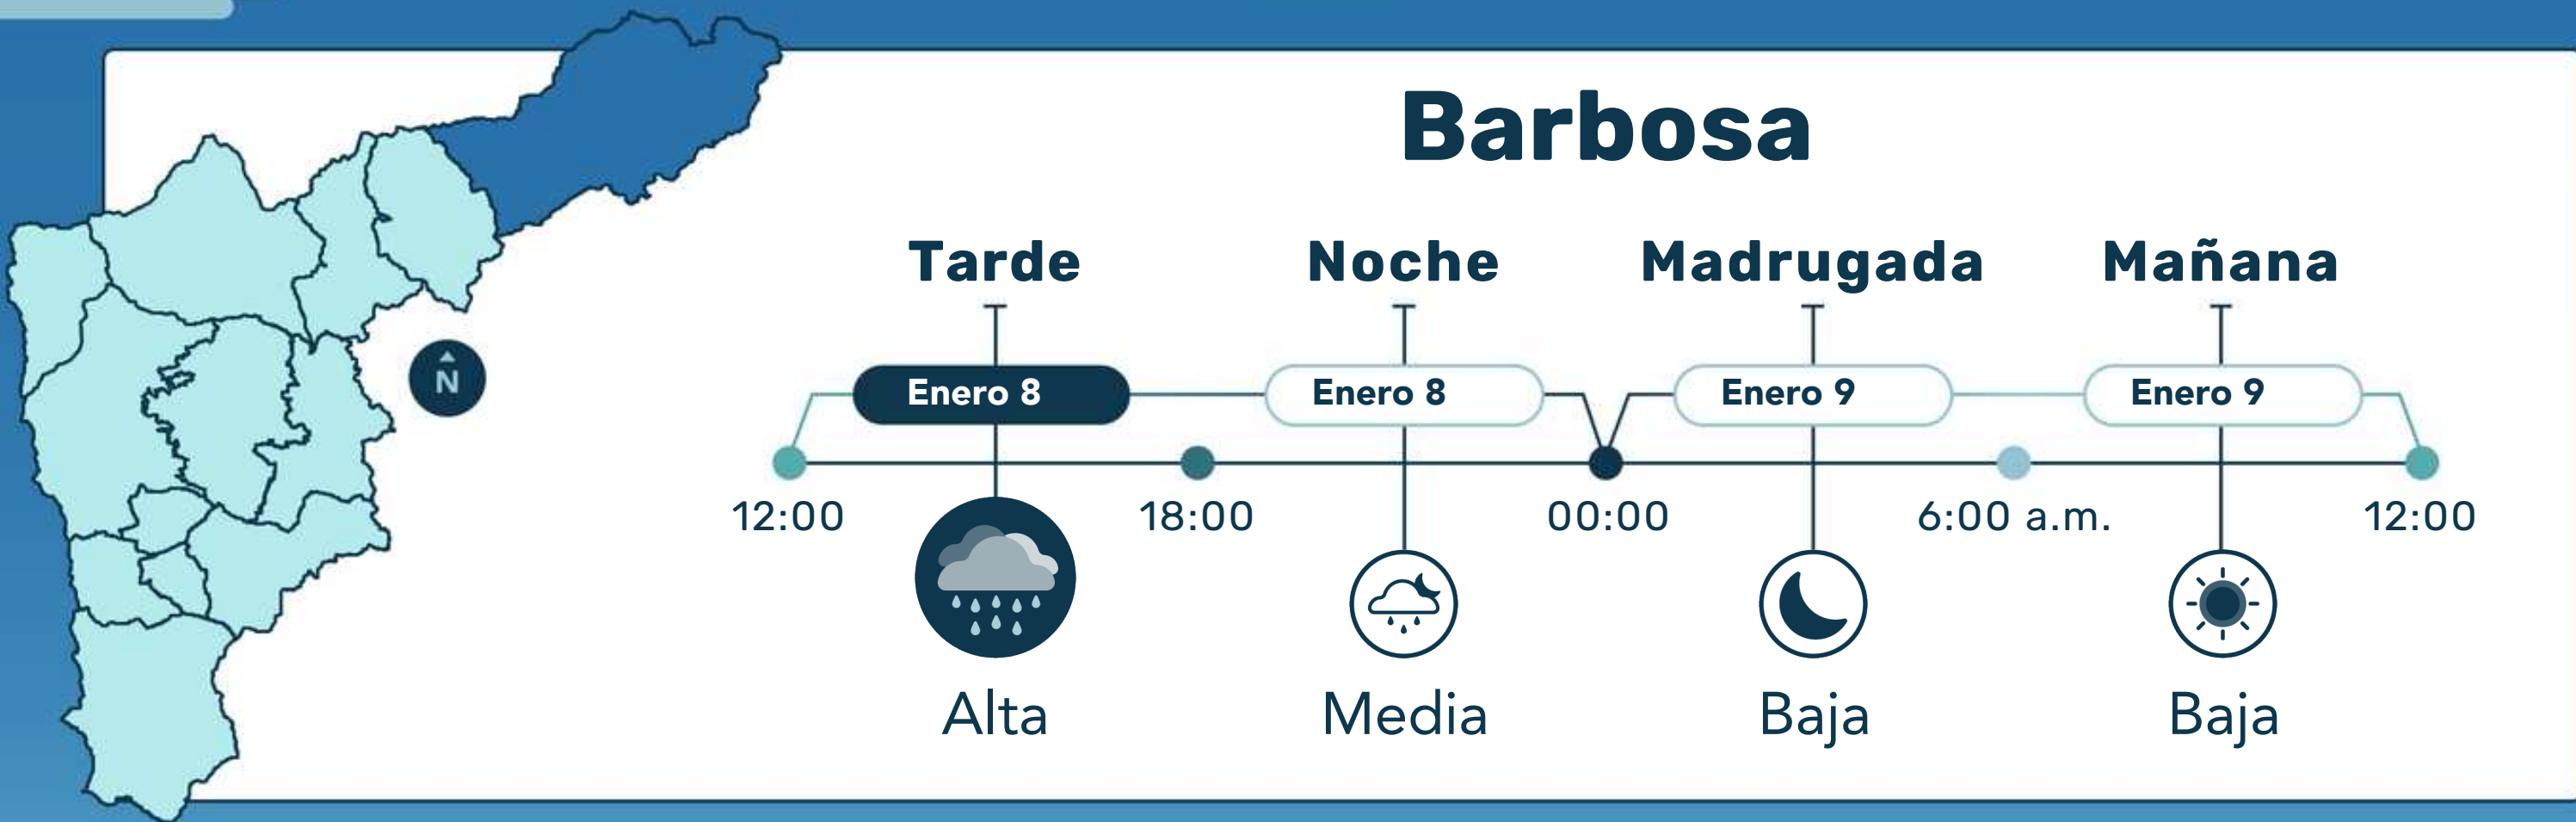 Barbosa
Tarde Noche Madrugada Mañana
Enero 8 Enero 8 Enero 9 Enero 9
N
12:00 18:00 00:00 6:00 a.m. 12:00
Alta Media Baja Baja